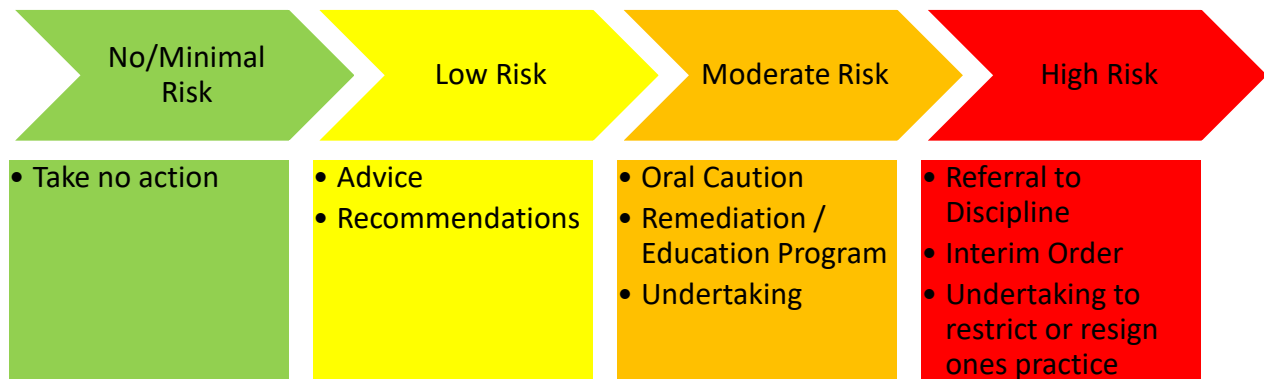 No/Minimal
Risk
Low Risk
Moderate Risk
High Risk
• Take no action
• Advice
• Recommendations
• Oral Caution
• Remediation /
Education Program
• Undertaking
• Referral to
Discipline
• Interim Order
• Undertaking to
restrict or resign
ones practice